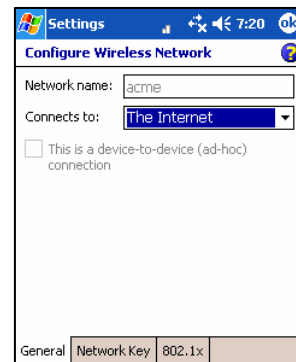 Settings 7:20 ok
Configure Wireless Network ?
Network name: acme
Connects to: The Internet
This is a device-to-device (ad-hoc)
connection
General Network Key 802.1x